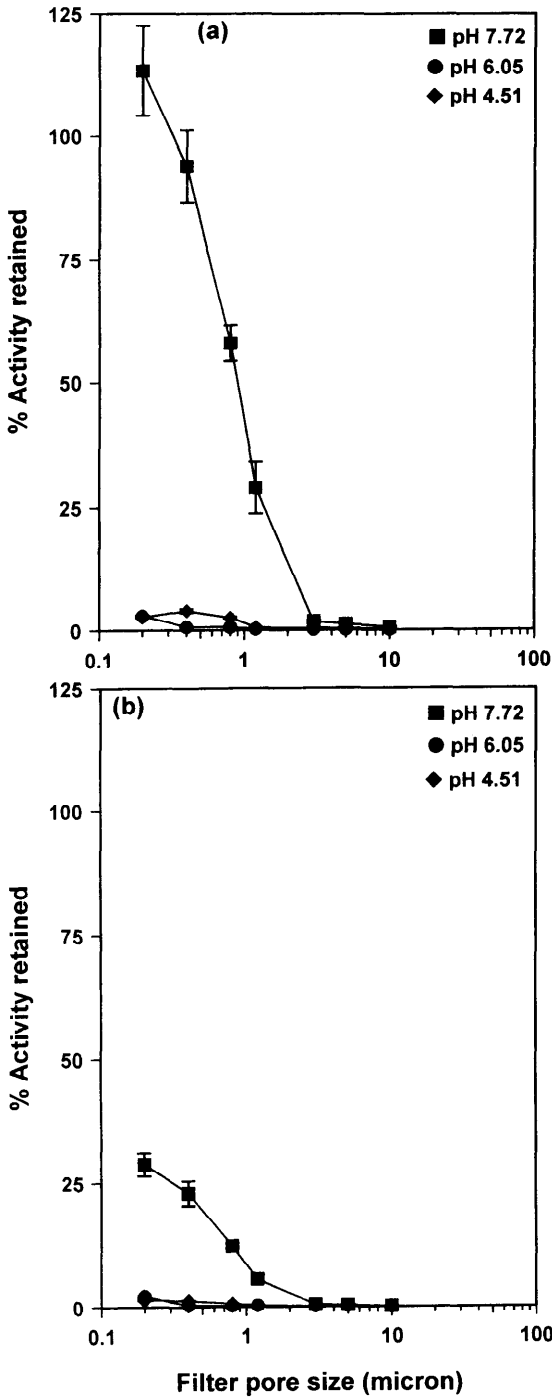 125
(a)
pH 7.72
pH 6.05
pH 4.51
100
75
50
25
0
% Activity retained
0.1
1
10
100
125
(b)
pH 7.72
pH 6.05
pH 4.51
100
75
50
25
0
% Activity retained
0.1
1
10
100
Filter pore size (micron)